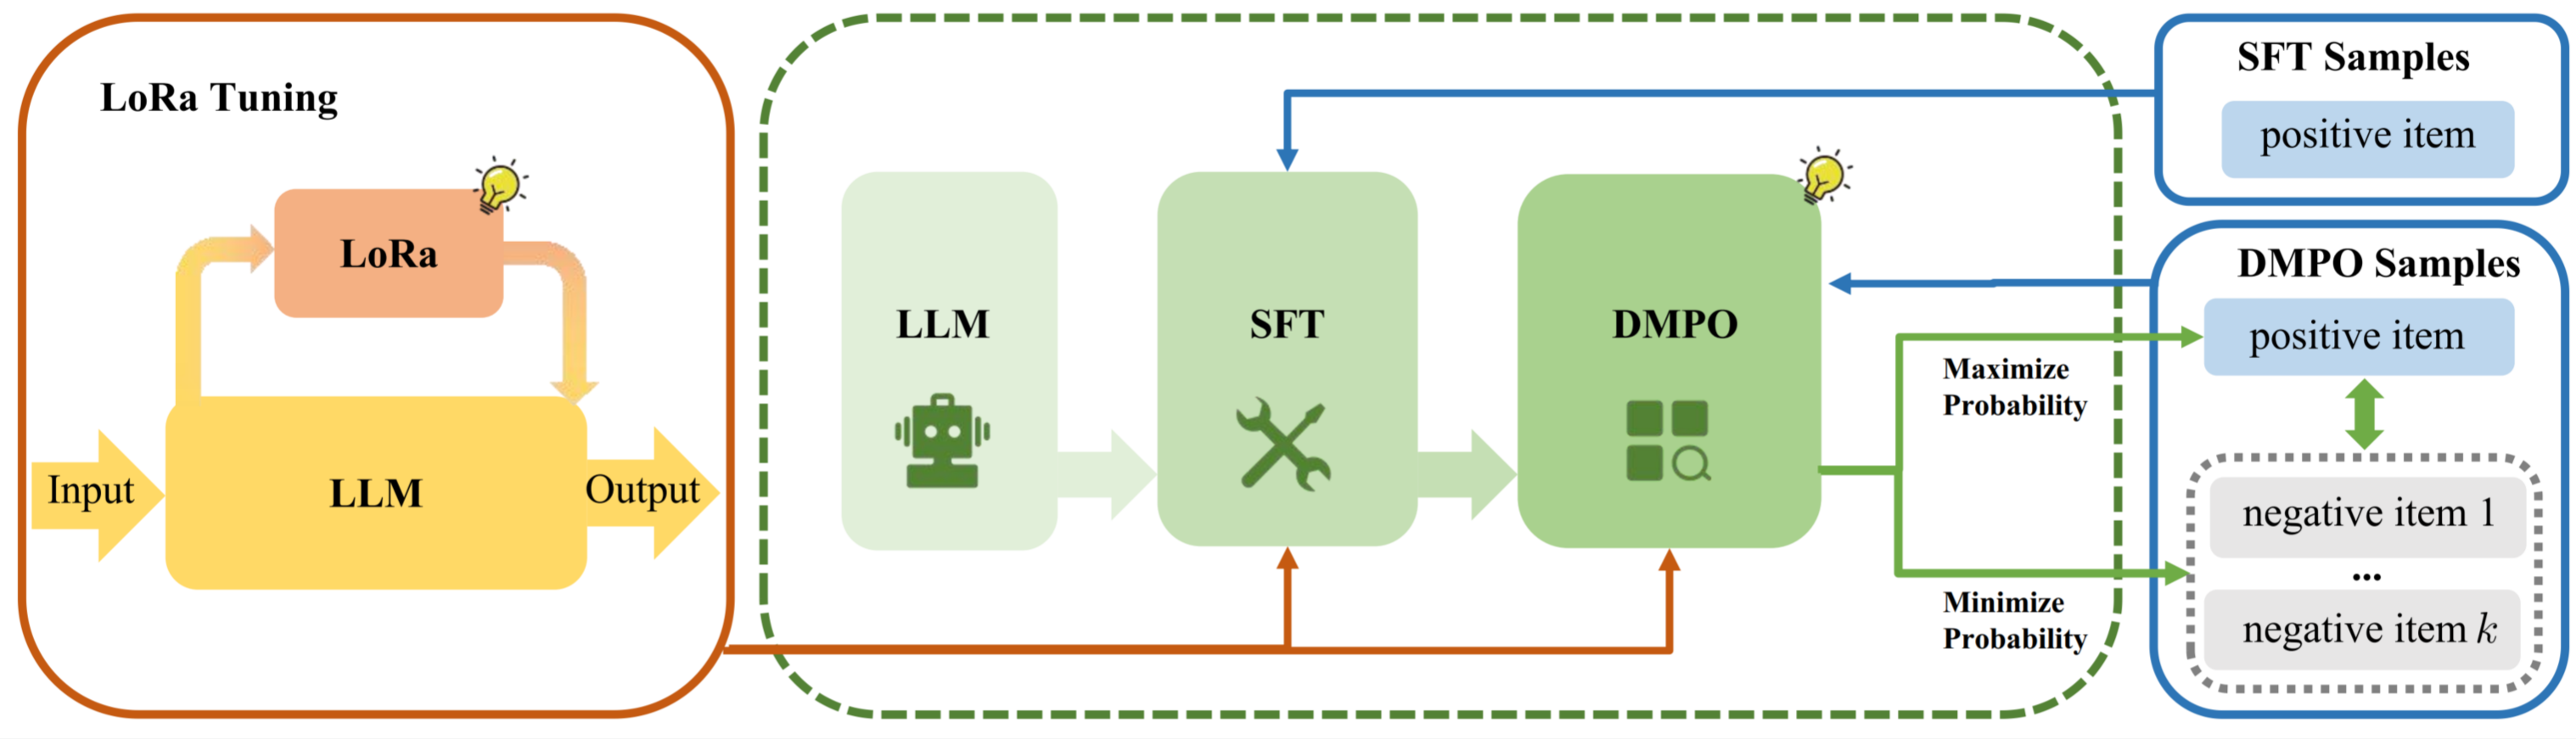 LoRa Tuning
LoRa
Input
LLM
Output
LLM
SFT
DMPO
Maximize
Probability
Minimize
Probability
SFT Samples
positive item
DMPO Samples
positive item
negative item 1
...
negative item k